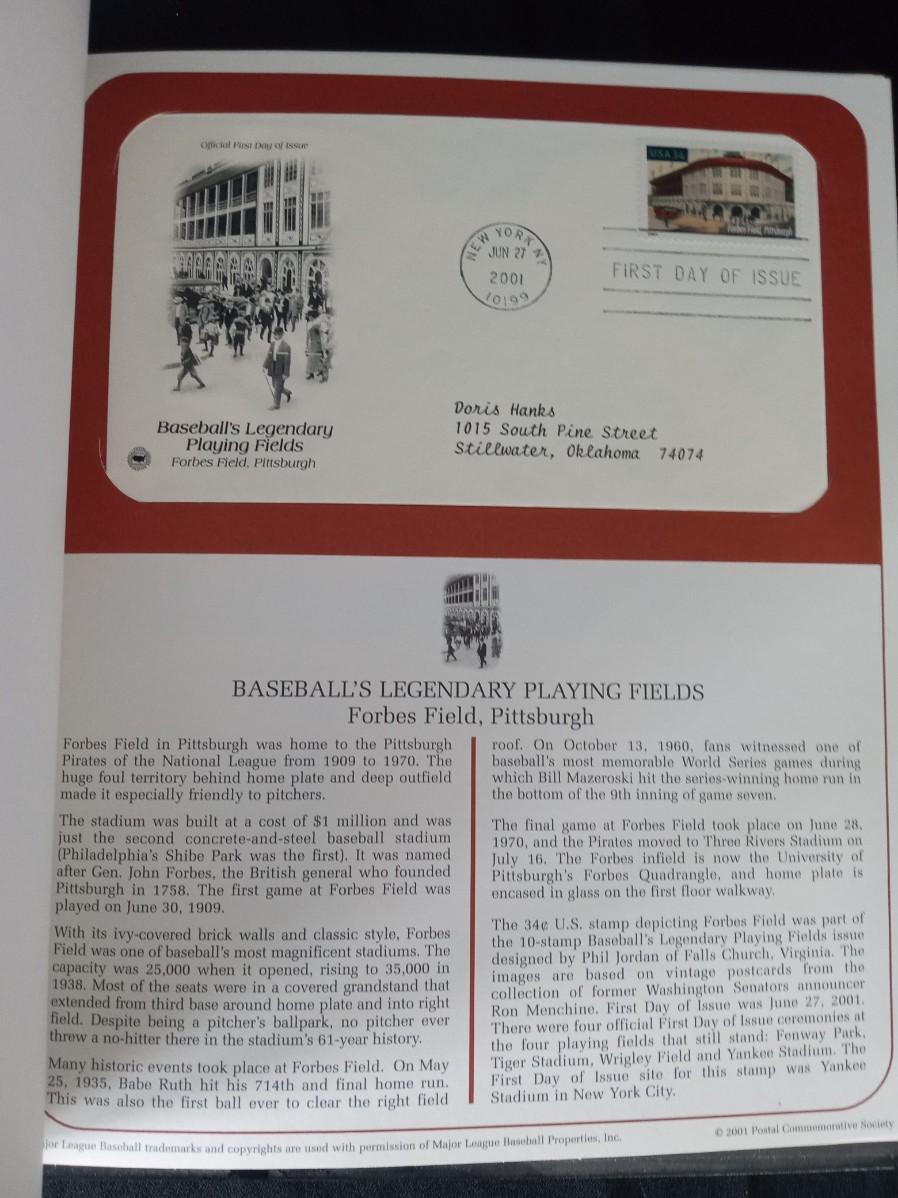 Official First Day of Issue
USA 34
Forbes Field, Pittsburgh
NEW YORK NY
JUN 27
2001
10199
FIRST DAY OF ISSUE
Doris Hanks
1015 South Pine Street
Stillwater, Oklahoma 74074
Baseball's Legendary
Playing Fields
Forbes Field, Pittsburgh
BASEBALL'S LEGENDARY PLAYING FIELDS
Forbes Field, Pittsburgh
Forbes Field in Pittsburgh was home to the Pittsburgh
Pirates of the National League from 1909 to 1970. The
huge foul territory behind home plate and deep outfield
made it especially friendly to pitchers.
The stadium was built at a cost of $1 million and was
just the second concrete-and-steel baseball stadium
(Philadelphia's Shibe Park was the first). It was named
after Gen. John Forbes, the British general who founded
Pittsburgh in 1758. The first game at Forbes Field was
played on June 30, 1909.
With its ivy-covered brick walls and classic style, Forbes
Field was one of baseball's most magnificent stadiums. The
capacity was 25,000 when it opened, rising to 35,000 in
1938. Most of the seats were in a covered grandstand that
extended from third base around home plate and into right
field. Despite being a pitcher's ballpark, no pitcher ever
threw a no-hitter there in the stadium's 61-year history.
Many historic events took place at Forbes Field. On May
25, 1935, Babe Ruth hit his 714th and final home run.
This was also the first ball ever to clear the right field
roof. On October 13, 1960, fans witnessed one of
baseball's most memorable World Series games during
which Bill Mazeroski hit the series-winning home run in
the bottom of the 9th inning of game seven.
The final game at Forbes Field took place on June 28,
1970, and the Pirates moved to Three Rivers Stadium on
July 16. The Forbes infield is now the University of
Pittsburgh's Forbes Quadrangle, and home plate is
encased in glass on the first floor walkway.
The 34¢ U.S. stamp depicting Forbes Field was part of
the 10-stamp Baseball's Legendary Playing Fields issue
designed by Phil Jordan of Falls Church, Virginia. The
images are based on vintage postcards from the
collection of former Washington Senators announcer
Ron Menchine. First Day of Issue was June 27, 2001.
There were four official First Day of Issue ceremonies at
the four playing fields that still stand: Fenway Park,
Tiger Stadium, Wrigley Field and Yankee Stadium. The
First Day of Issue site for this stamp was Yankee
Stadium in New York City.
jor League Baseball trademarks and copyrights are used with permission of Major League Baseball Properties, Inc.
© 2001 Postal Commemorative Society